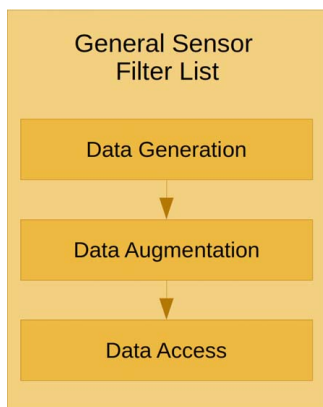 General Sensor
Filter List
Data Generation
Data Augmentation
Data Access